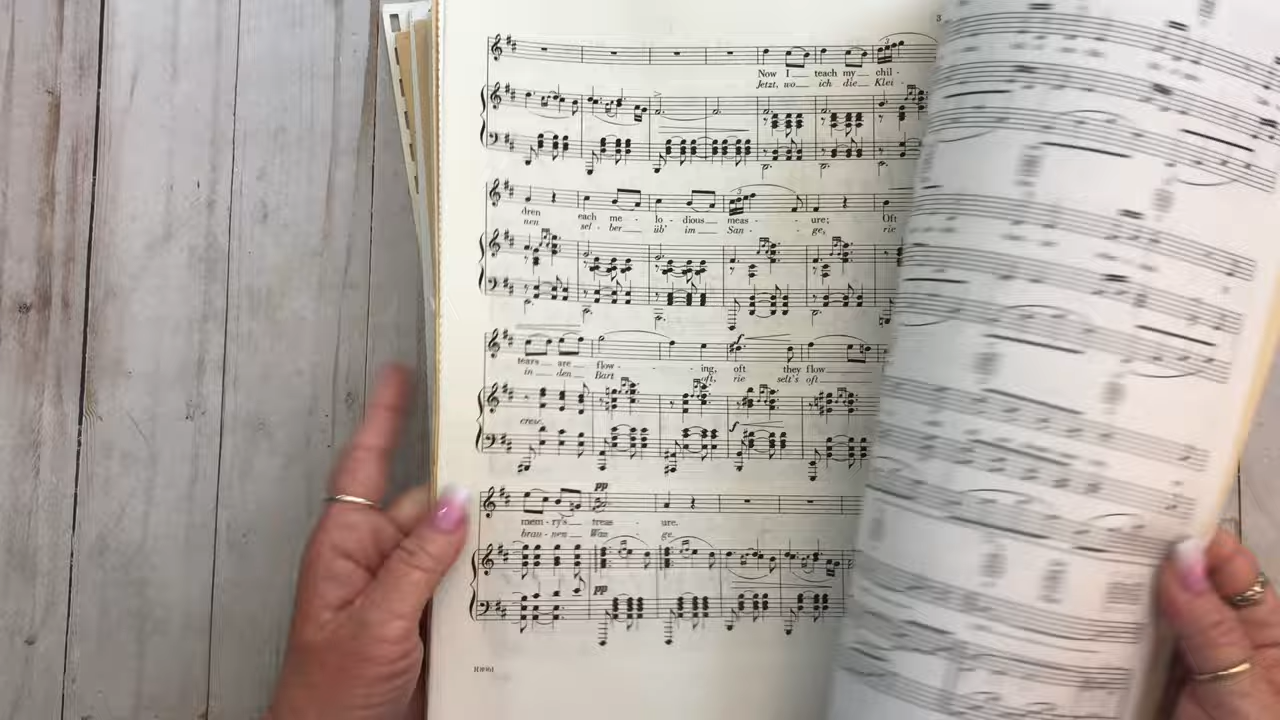 3
Now I teach my chil -
Jetzt, wo ich die Klei -
dren each me - lo - dious meas - ure; Oft
nen sel - ber üb' im San - ge, rie
tears are flow - ing, oft they flow
in den Bart oft, rie selt's oft
cresc.
f
f
pp
mem - ry's treas - ure.
brau - nen Wan ge.
pp